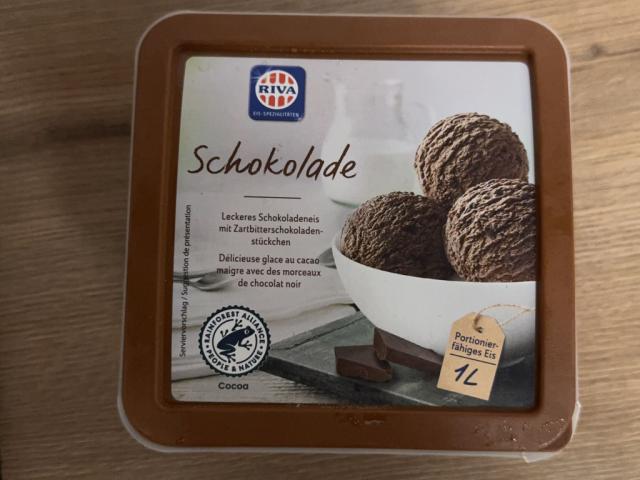 RIVA
EIS-SPEZIALITÄTEN
Schokolade
Leckeres Schokoladeneis
mit Zartbitterschokoladen-
stückchen
Délicieuse glace au cacao
maigre avec des morceaux
de chocolat noir
Serviervorschlag / Suggestion de présentation
RAINFOREST ALLIANCE
PEOPLE & NATURE
Cocoa
Portionier-
fähiges Eis
1L